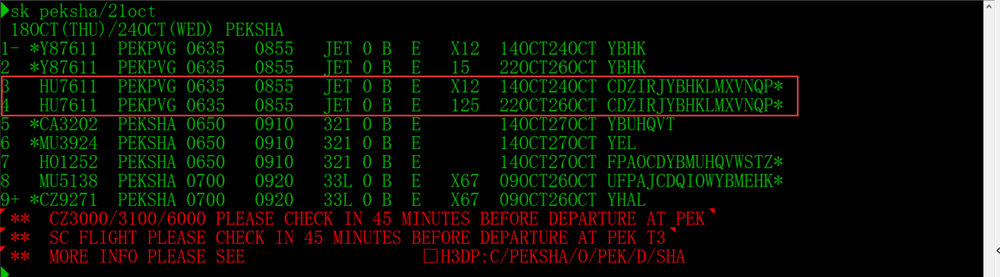 sk peksha/21oct
18OCT(THU)/24OCT(WED) PEKSHA
1- *Y87611 PEKPVG 0635 0855 JET 0 B E X12 14OCT24OCT YBHK
2 *Y87611 PEKPVG 0635 0855 JET 0 B E 15 22OCT26OCT YBHK
3 HU7611 PEKPVG 0635 0855 JET 0 B E X12 14OCT24OCT CDZIRJYBHKLMXVNQP*
4 HU7611 PEKPVG 0635 0855 JET 0 B E 125 22OCT26OCT CDZIRJYBHKLMXVNQP*
5 *CA3202 PEKSHA 0650 0910 321 0 B E 14OCT27OCT YBUHQVT
6 *MU3924 PEKSHA 0650 0910 321 0 B E 14OCT27OCT YEL
7 HO1252 PEKSHA 0650 0910 321 0 B E 14OCT27OCT FPAOCDYBMUHQVWSTZ*
8 MU5138 PEKSHA 0700 0920 33L 0 B E X67 09OCT26OCT UFPAJCDQIOWYBMEHK*
9+ *CZ9271 PEKSHA 0700 0920 33L 0 B E X67 09OCT26OCT YHAL
** CZ3000/3100/6000 PLEASE CHECK IN 45 MINUTES BEFORE DEPARTURE AT PEK
** SC FLIGHT PLEASE CHECK IN 45 MINUTES BEFORE DEPARTURE AT PEK T3
** MORE INFO PLEASE SEE □H3DP:C/PEKSHA/O/PEK/D/SHA